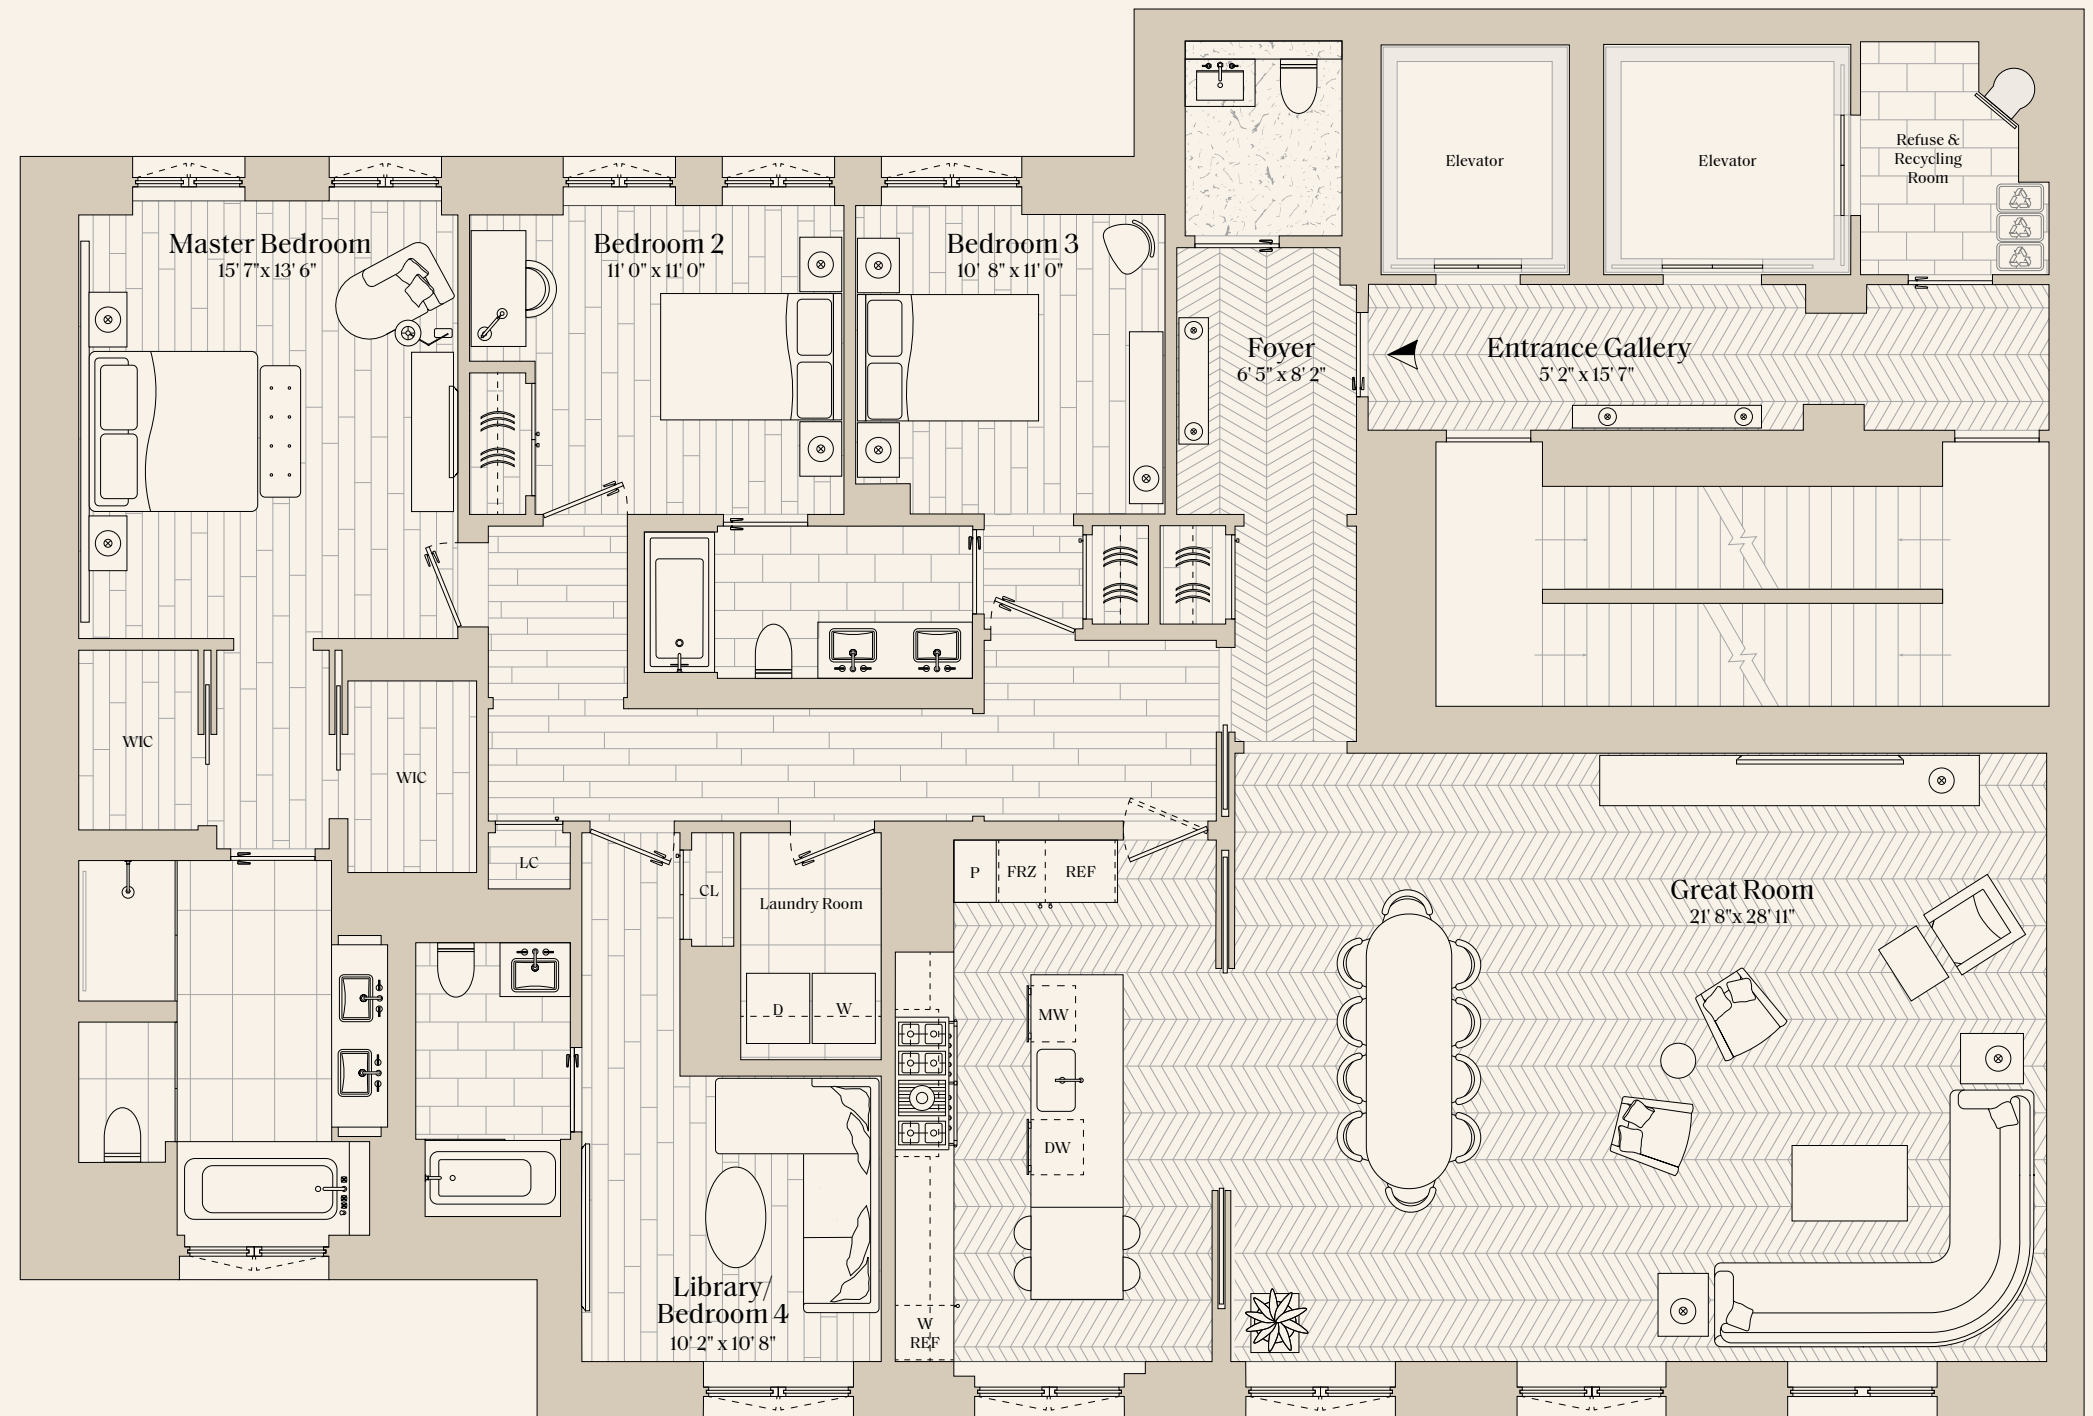 Elevator
Elevator
Refuse &
Recycling
Room
Master Bedroom
15' 7"x 13' 6"
Bedroom 2
11' 0" x 11' 0"
Bedroom 3
10' 8" x 11' 0"
Foyer
6' 5" x 8' 2"
Entrance Gallery
5' 2" x 15' 7"
WIC
WIC
LC
CL
Laundry Room
D
W
P
FRZ
REF
MW
DW
Great Room
21' 8"x 28' 11"
Library/
Bedroom 4
10' 2" x 10' 8"
W
REF